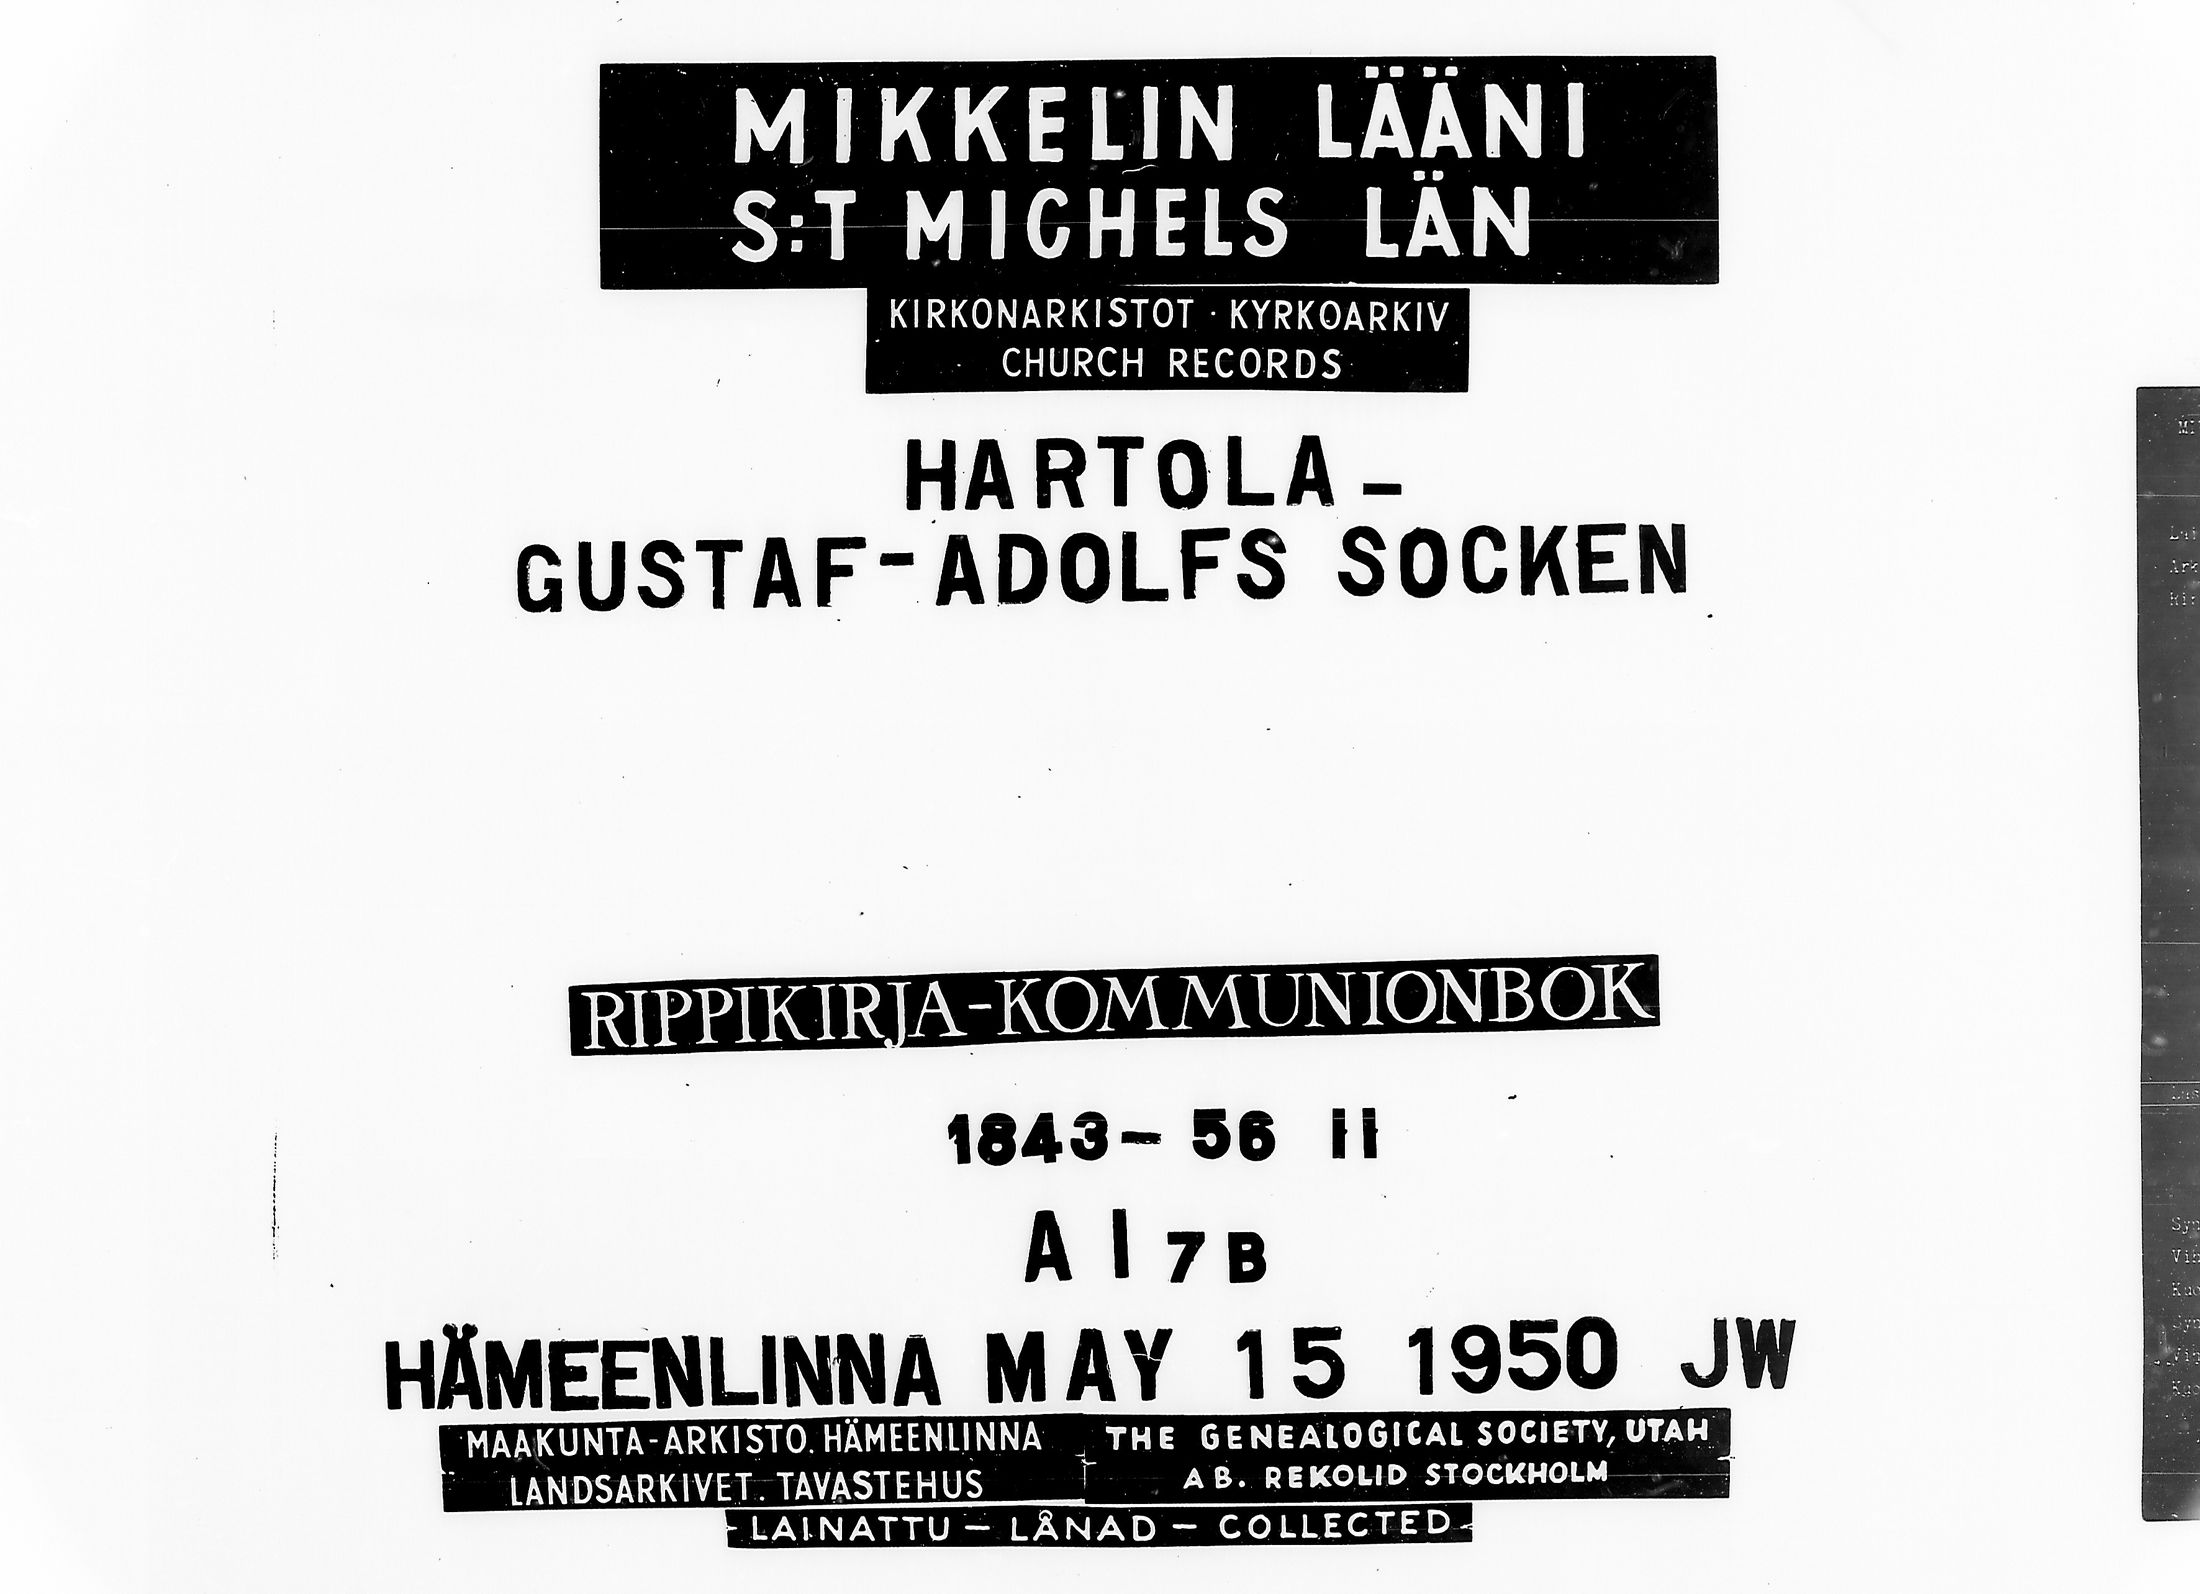 MIKKELIN LÄÄNI
S:T MICHELS LÄN
KIRKONARKISTOT · KYRKOARKIV
CHURCH RECORDS
HARTOLA –
GUSTAF-ADOLFS SOCKEN
RIPPIKIRJA-KOMMUNIONBOK
1843 – 56 II
A I 7 B
HÄMEENLINNA MAY 15 1950 JW
MAAKUNTA-ARKISTO. HÄMEENLINNA
LANDSARKIVET. TAVASTEHUS
THE GENEALOGICAL SOCIETY, UTAH
AB. REKOLID STOCKHOLM
LAINATTU – LÅNAD – COLLECTED